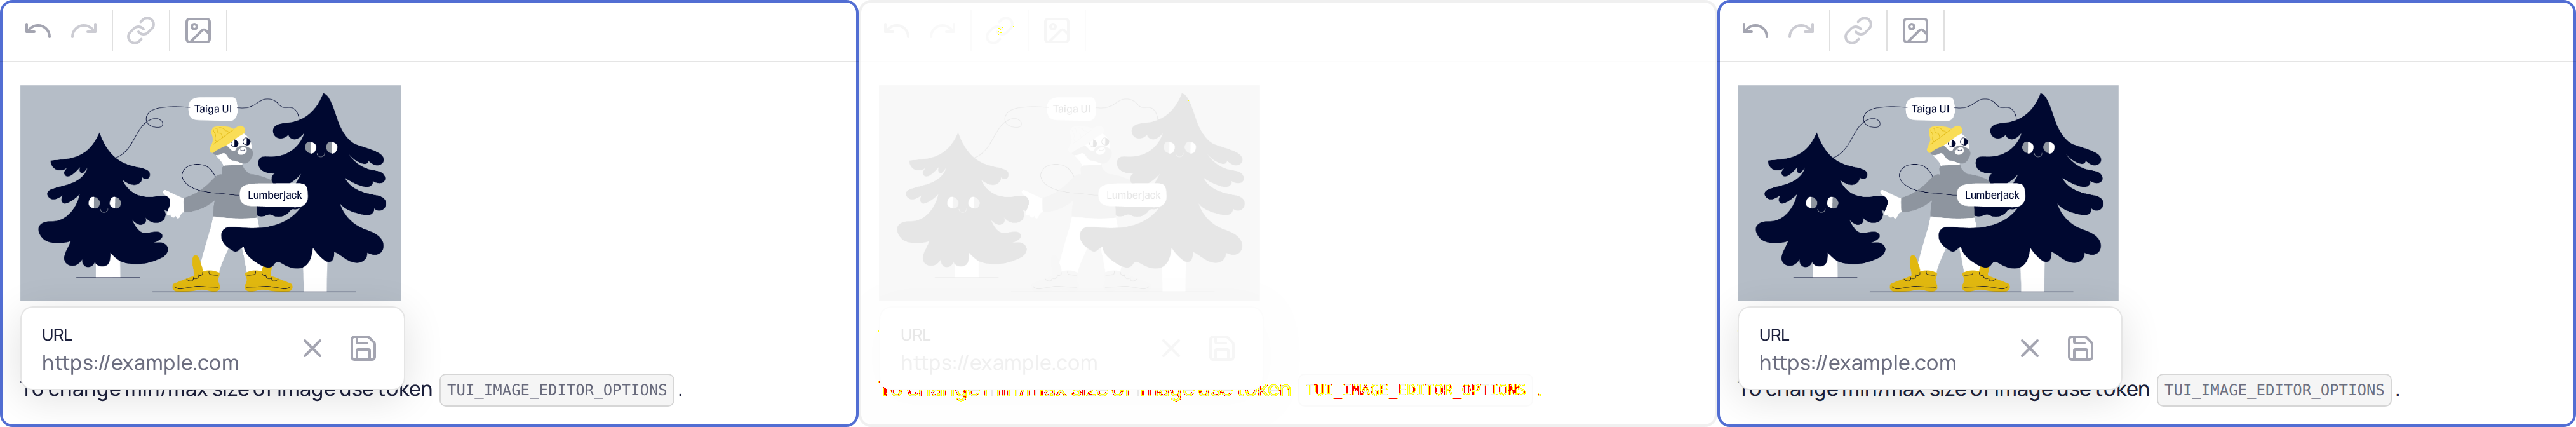 Taiga UI
Lumberjack
URL
https://example.com
To change min/max size of image use token TUI_IMAGE_EDITOR_OPTIONS .
Taiga UI
Lumberjack
URL
https://example.com
To change min/max size of image use token TUI_IMAGE_EDITOR_OPTIONS .
Taiga UI
Lumberjack
URL
https://example.com
To change min/max size of image use token TUI_IMAGE_EDITOR_OPTIONS .